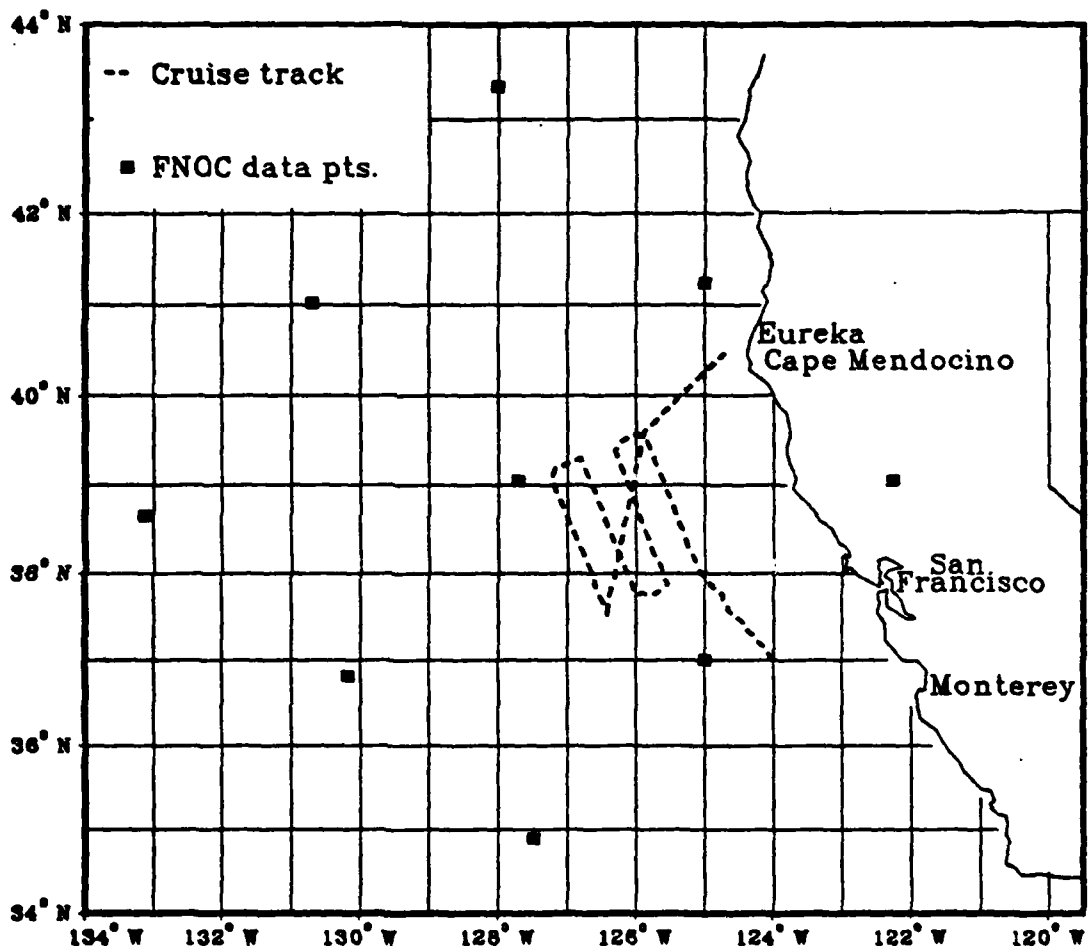 44° N
-- Cruise track
■ FNOC data pts.
42° N
Eureka
Cape Mendocino
40° N
38° N
San
Francisco
Monterey
36° N
34° N
134° W 132° W 130° W 128° W 126° W 124° W 122° W 120° W